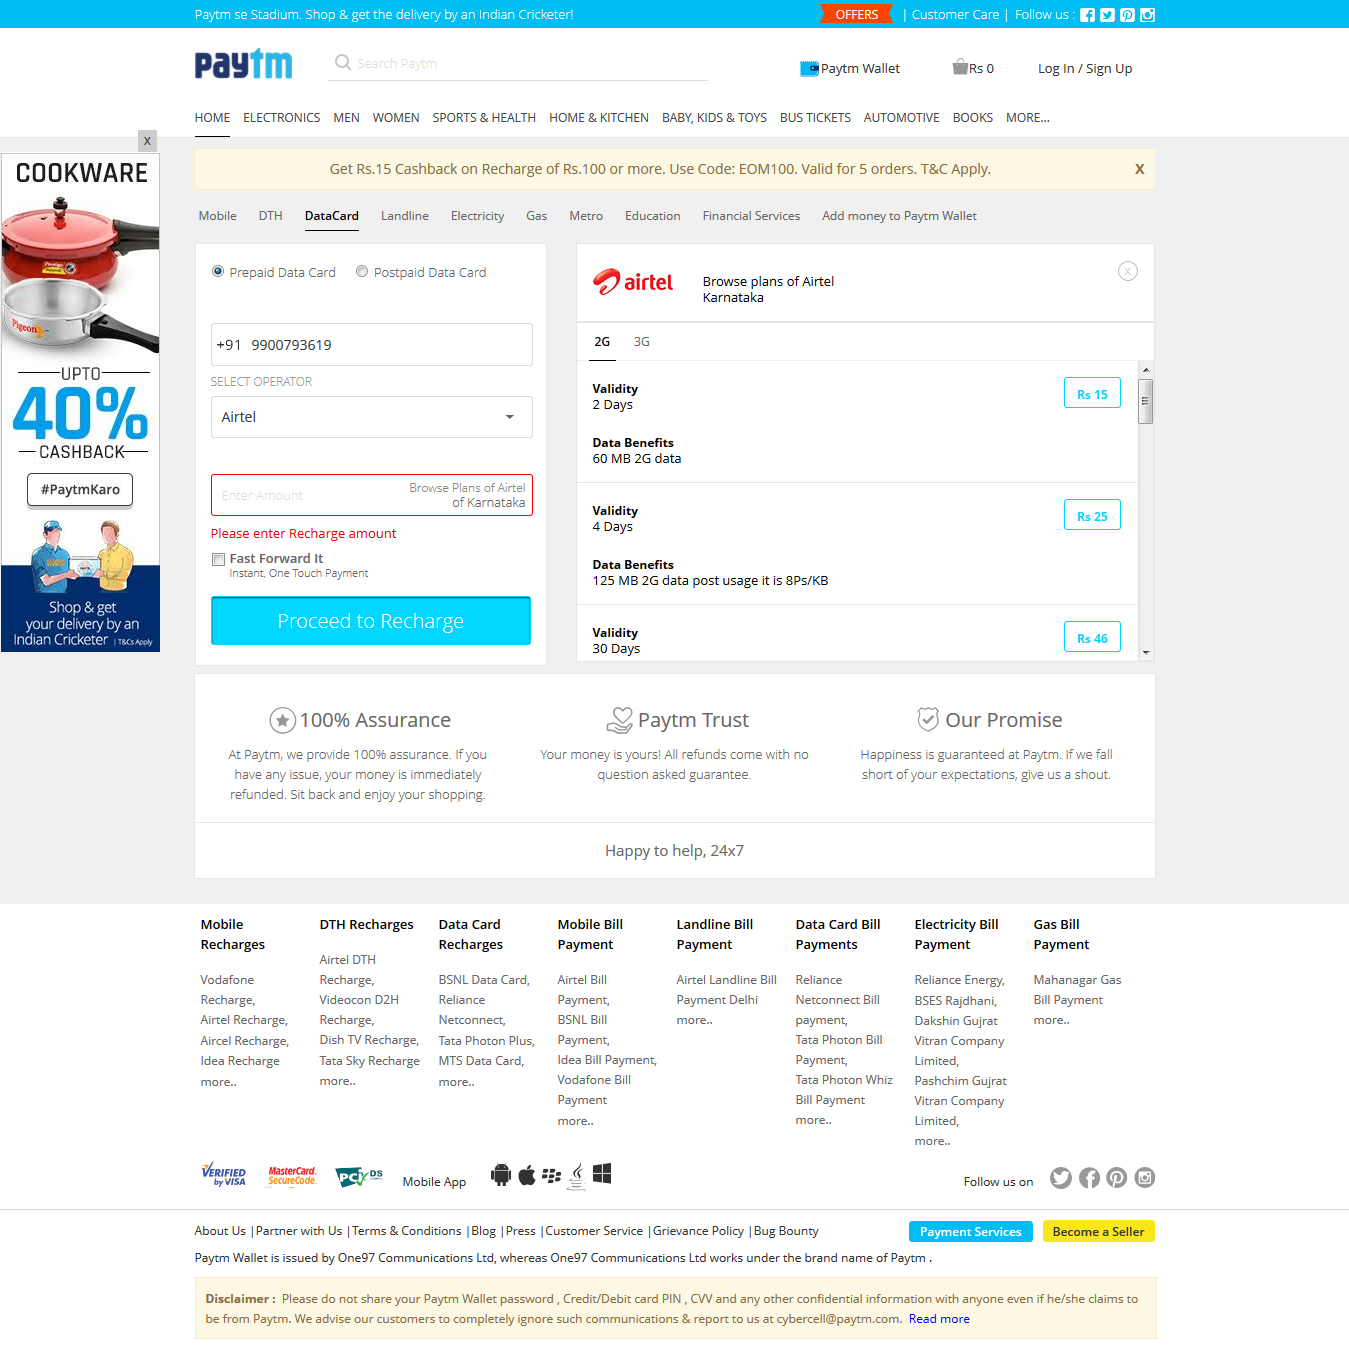 Paytm se Stadium. Shop & get the delivery by an Indian Cricketer!
OFFERS | Customer Care | Follow us :
paytm
Search Paytm
Paytm Wallet
Rs 0
Log In / Sign Up
HOME ELECTRONICS MEN WOMEN SPORTS & HEALTH HOME & KITCHEN BABY, KIDS & TOYS BUS TICKETS AUTOMOTIVE BOOKS MORE...
X
COOKWARE
Prestige
Pigeon
UPTO
40%
CASHBACK
#PaytmKaro
Shop & get
your delivery by an
Indian Cricketer | T&Cs Apply
Get Rs.15 Cashback on Recharge of Rs.100 or more. Use Code: EOM100. Valid for 5 orders. T&C Apply.
X
Mobile DTH DataCard Landline Electricity Gas Metro Education Financial Services Add money to Paytm Wallet
Prepaid Data Card Postpaid Data Card
+91 9900793619
SELECT OPERATOR
Airtel
Enter Amount
Browse Plans of Airtel
of Karnataka
Please enter Recharge amount
Fast Forward It
Instant, One Touch Payment
Proceed to Recharge
airtel
Browse plans of Airtel
Karnataka
x
2G 3G
Validity
2 Days
Rs 15
Data Benefits
60 MB 2G data
Validity
4 Days
Rs 25
Data Benefits
125 MB 2G data post usage it is 8Ps/KB
Validity
30 Days
Rs 46
100% Assurance
At Paytm, we provide 100% assurance. If you
have any issue, your money is immediately
refunded. Sit back and enjoy your shopping.
Paytm Trust
Your money is yours! All refunds come with no
question asked guarantee.
Our Promise
Happiness is guaranteed at Paytm. If we fall
short of your expectations, give us a shout.
Happy to help, 24x7
Mobile
Recharges
Vodafone
Recharge,
Airtel Recharge,
Aircel Recharge,
Idea Recharge
more..
DTH Recharges
Airtel DTH
Recharge,
Videocon D2H
Recharge,
Dish TV Recharge,
Tata Sky Recharge
more..
Data Card
Recharges
BSNL Data Card,
Reliance
Netconnect,
Tata Photon Plus,
MTS Data Card,
more..
Mobile Bill
Payment
Airtel Bill
Payment,
BSNL Bill
Payment,
Idea Bill Payment,
Vodafone Bill
Payment
more..
Landline Bill
Payment
Airtel Landline Bill
Payment Delhi
more..
Data Card Bill
Payments
Reliance
Netconnect Bill
payment,
Tata Photon Bill
Payment,
Tata Photon Whiz
Bill Payment
more..
Electricity Bill
Payment
Reliance Energy,
BSES Rajdhani,
Dakshin Gujrat
Vitran Company
Limited,
Pashchim Gujrat
Vitran Company
Limited,
more..
Gas Bill
Payment
Mahanagar Gas
Bill Payment
more..
VERIFIED
by VISA
MasterCard.
SecureCode.
PCI DS
Mobile App
Follow us on
About Us |Partner with Us |Terms & Conditions |Blog |Press |Customer Service |Grievance Policy |Bug Bounty
Payment Services
Become a Seller
Paytm Wallet is issued by One97 Communications Ltd, whereas One97 Communications Ltd works under the brand name of Paytm .
Disclaimer : Please do not share your Paytm Wallet password , Credit/Debit card PIN , CVV and any other confidential information with anyone even if he/she claims to
be from Paytm. We advise our customers to completely ignore such communications & report to us at cybercell@paytm.com. Read more